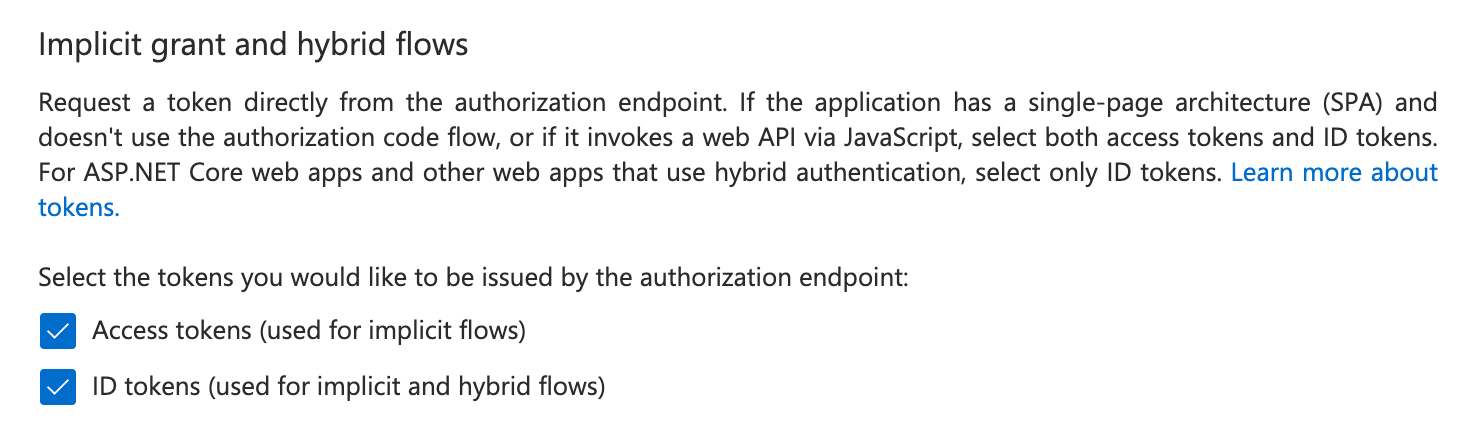 Implicit grant and hybrid flows
Request a token directly from the authorization endpoint. If the application has a single-page architecture (SPA) and
doesn't use the authorization code flow, or if it invokes a web API via JavaScript, select both access tokens and ID tokens.
For ASP.NET Core web apps and other web apps that use hybrid authentication, select only ID tokens. Learn more about
tokens.
Select the tokens you would like to be issued by the authorization endpoint:
Access tokens (used for implicit flows)
ID tokens (used for implicit and hybrid flows)